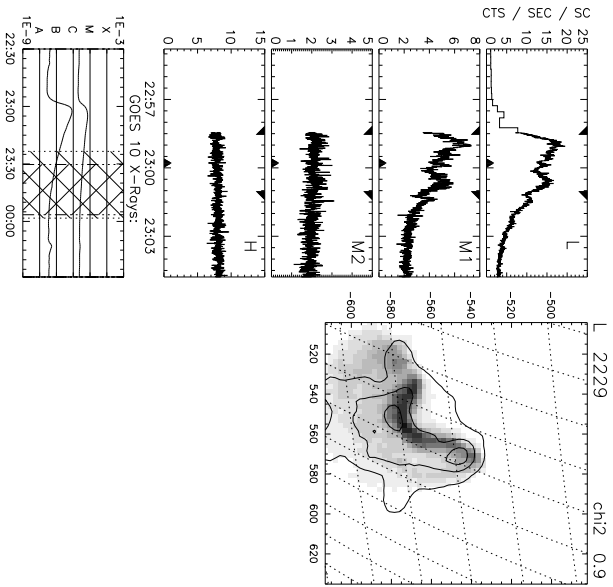 CTS / SEC / SC
0 5 10 15 20 25
L
0 2 4 6 8
M1
0 1 2 3 4 5
M2
0 5 10 15
H
22:57 23:00 23:03
GOES 10 X-Rays:
1E-9 A B C M X 1E-3
22:30 23:00 23:30 00:00
L 2229 chi2 0.9
-600 -580 -560 -540 -520 -500
520 540 560 580 600 620